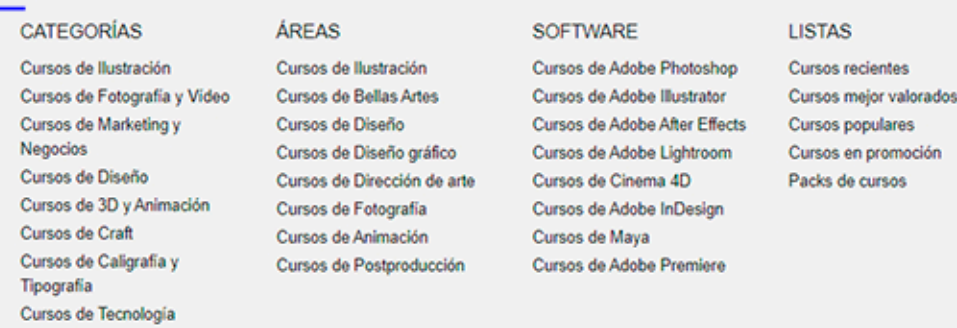 CATEGORÍAS
Cursos de Ilustración
Cursos de Fotografía y Vídeo
Cursos de Marketing y
Negocios
Cursos de Diseño
Cursos de 3D y Animación
Cursos de Craft
Cursos de Caligrafía y
Tipografía
Cursos de Tecnología
ÁREAS
Cursos de Ilustración
Cursos de Bellas Artes
Cursos de Diseño
Cursos de Diseño gráfico
Cursos de Dirección de arte
Cursos de Fotografía
Cursos de Animación
Cursos de Postproducción
SOFTWARE
Cursos de Adobe Photoshop
Cursos de Adobe Illustrator
Cursos de Adobe After Effects
Cursos de Adobe Lightroom
Cursos de Cinema 4D
Cursos de Adobe InDesign
Cursos de Maya
Cursos de Adobe Premiere
LISTAS
Cursos recientes
Cursos mejor valorados
Cursos populares
Cursos en promoción
Packs de cursos